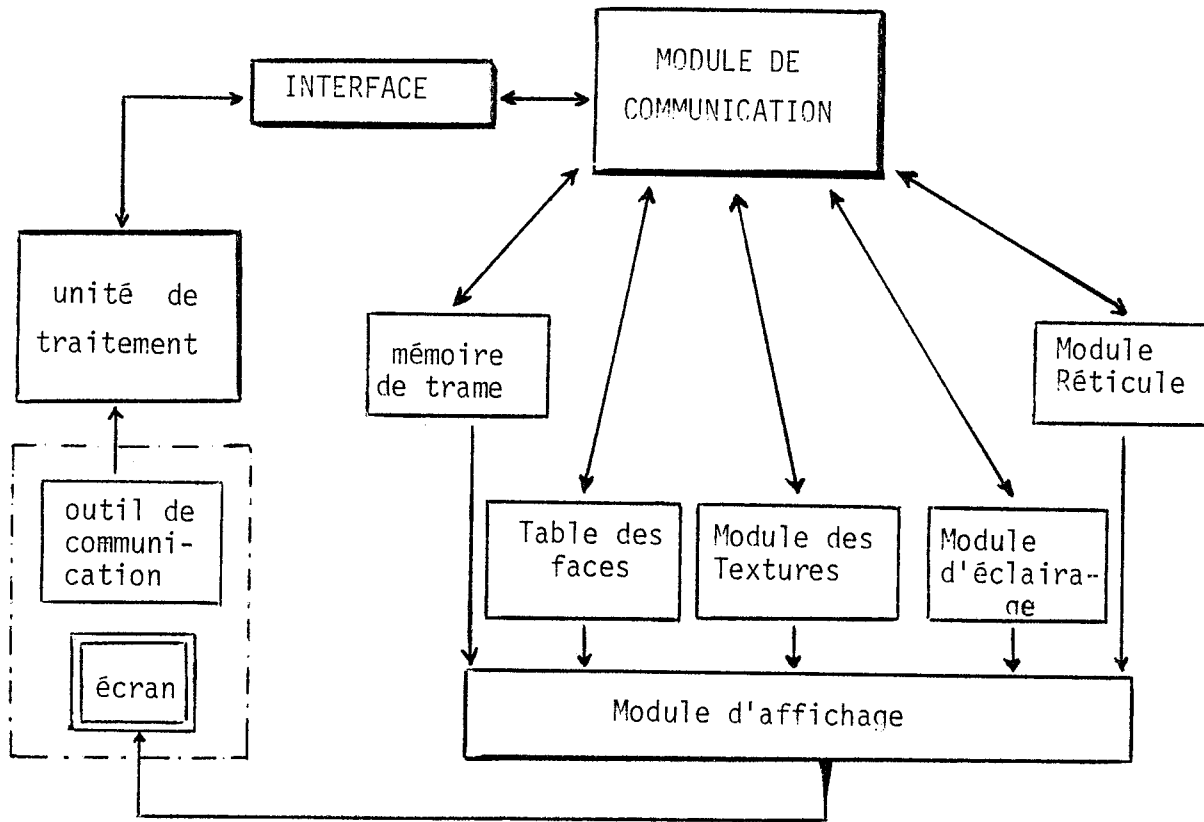 MODULE DE
COMMUNICATION
INTERFACE
unité de
traitement
mémoire
de trame
Module
Réticule
outil de
communi-
cation
Table des
faces
Module des
Textures
Module
d'éclaira-
ge
écran
Module d'affichage